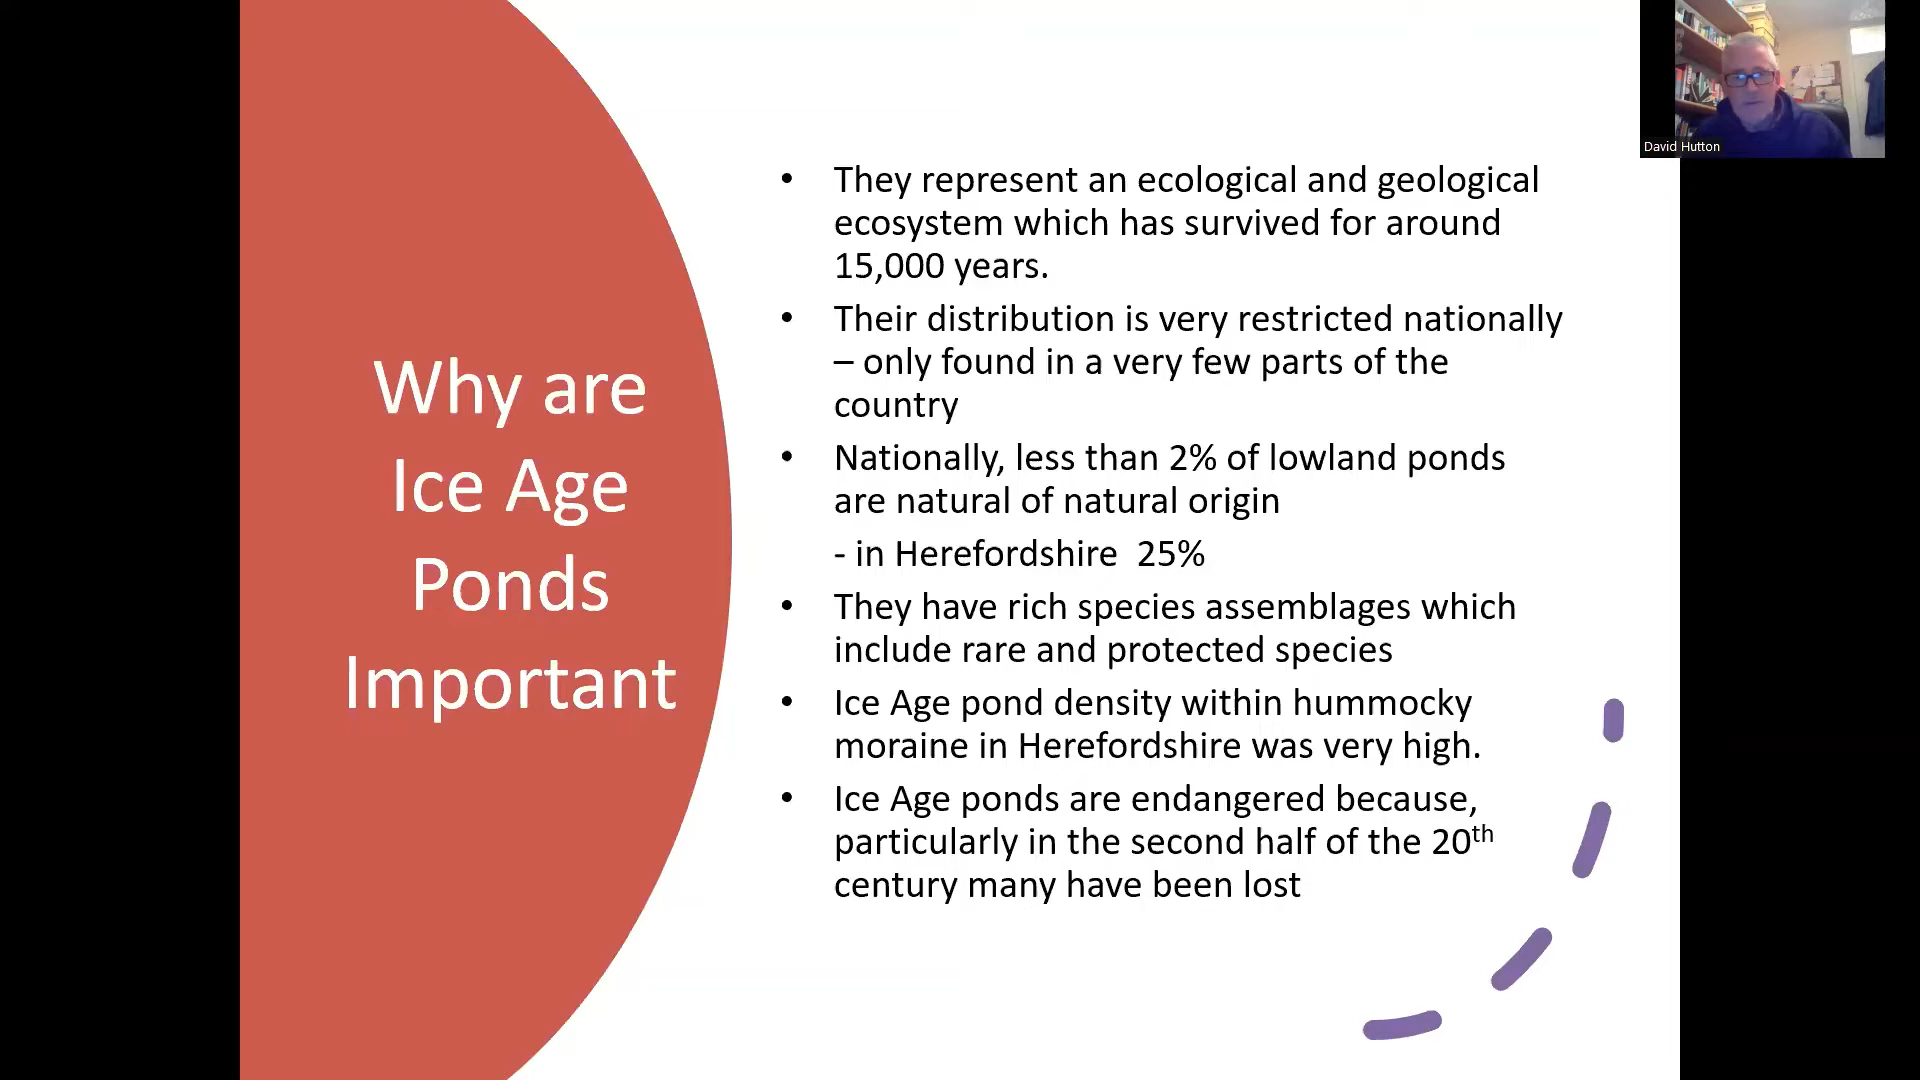 David Hutton
Why are
Ice Age
Ponds
Important
• They represent an ecological and geological
ecosystem which has survived for around
15,000 years.
• Their distribution is very restricted nationally
– only found in a very few parts of the
country
• Nationally, less than 2% of lowland ponds
are natural of natural origin
- in Herefordshire  25%
• They have rich species assemblages which
include rare and protected species
• Ice Age pond density within hummocky
moraine in Herefordshire was very high.
• Ice Age ponds are endangered because,
particularly in the second half of the 20th
century many have been lost